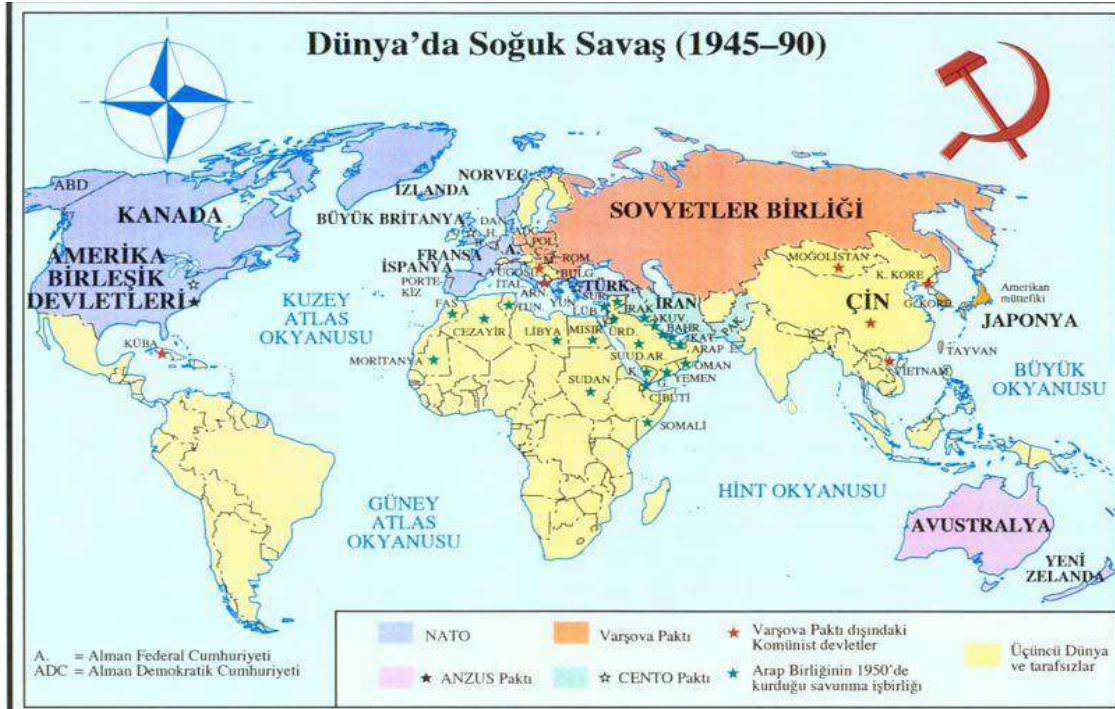 Dünya'da Soğuk Savaş (1945–90)
ABD
KANADA
AMERİKA
BİRLEŞİK
DEVLETLERİ
İZLANDA
NORVEÇ
BÜYÜK BRİTANYA
DAN.
H.
B.
A.
FRANSA
İSPANYA
PORTE
KİZ
POL.
ROM.
BULG
YUGOSL
İTAL.
ARN
YUN
TÜRK.
SOVYETLER BİRLİĞİ
MOĞOLİSTAN
K. KORE
G. KORE
ÇİN
Amerikan
müttefiki
JAPONYA
TAYVAN
VİETNAM
KUZEY
ATLAS
OKYANUSU
FAS
TUN.
CEZAYİR
LİBYA
MISIR
MORİTANYA
SUDAN
SUR.
LÜB
IRAK
ÜRD.
İRAN
KUV
BAHR.
KAT.
ARAP E.
PAK
SUUD.AR.
OMAN
YEMEN
K.
G.
CİBUTİ
SOMALİ
KÜBA
BÜYÜK
OKYANUSU
GÜNEY
ATLAS
OKYANUSU
HİNT OKYANUSU
AVUSTRALYA
YENİ
ZELANDA
A. = Alman Federal Cumhuriyeti
ADC = Alman Demokratik Cumhuriyeti
NATO
Varşova Paktı
Varşova Paktı dışındaki
Komünist devletler
Üçüncü Dünya
ve tarafsızlar
ANZUS Paktı
CENTO Paktı
Arap Birliğinin 1950'de
kurduğu savunma işbirliği